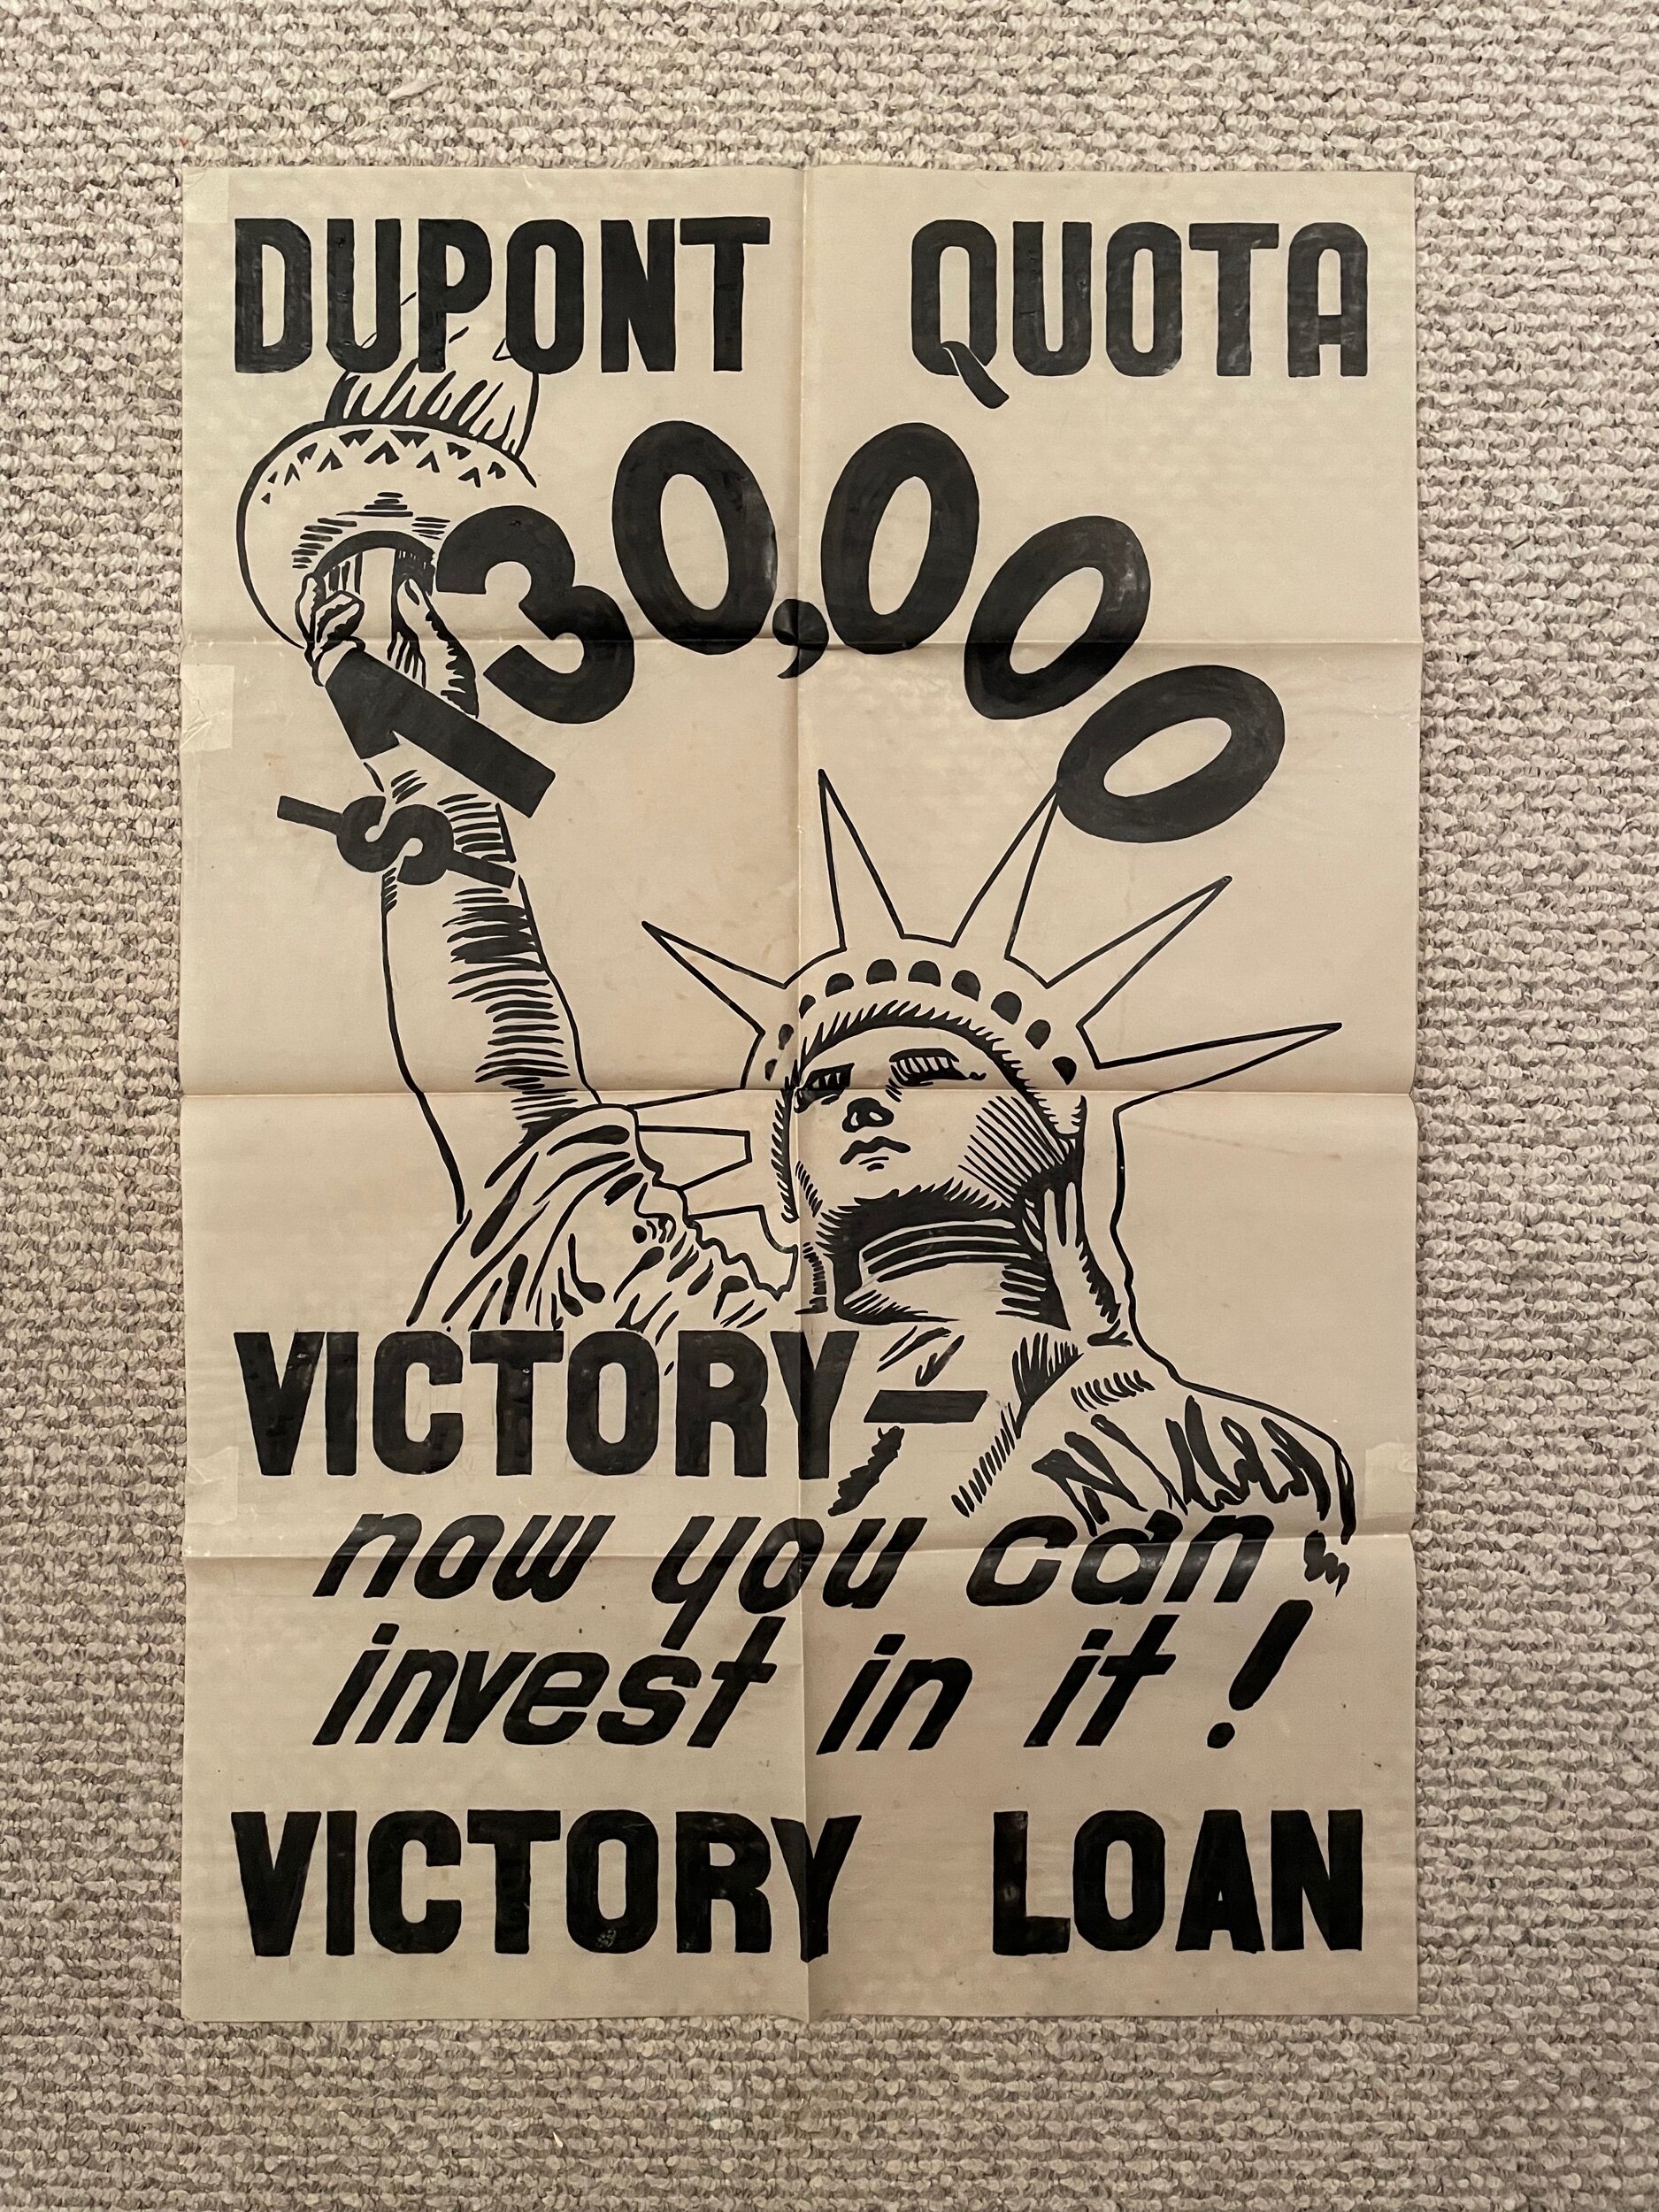 DUPONT QUOTA
$130,000
VICTORY-
now you can
invest in it!
VICTORY LOAN